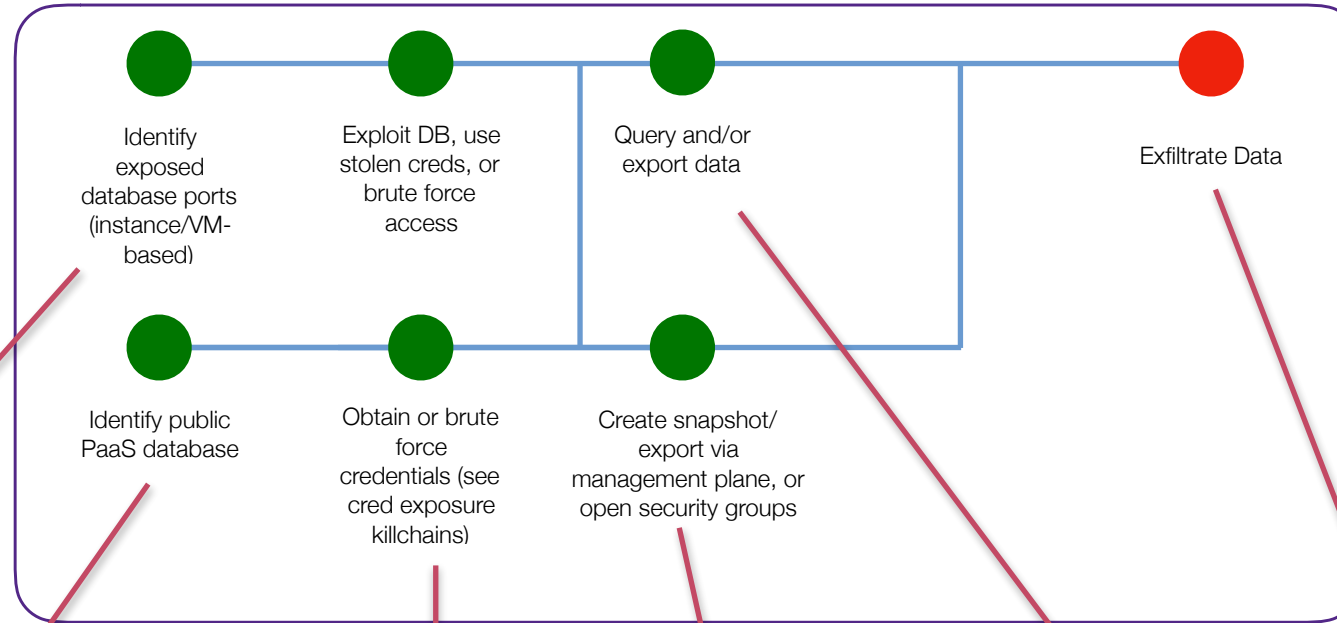 Identify
exposed
database ports
(instance/VM-
based)
Exploit DB, use
stolen creds, or
brute force
access
Query and/or
export data
Exfiltrate Data
Identify public
PaaS database
Obtain or brute
force
credentials (see
cred exposure
killchains)
Create snapshot/
export via
management plane, or
open security groups